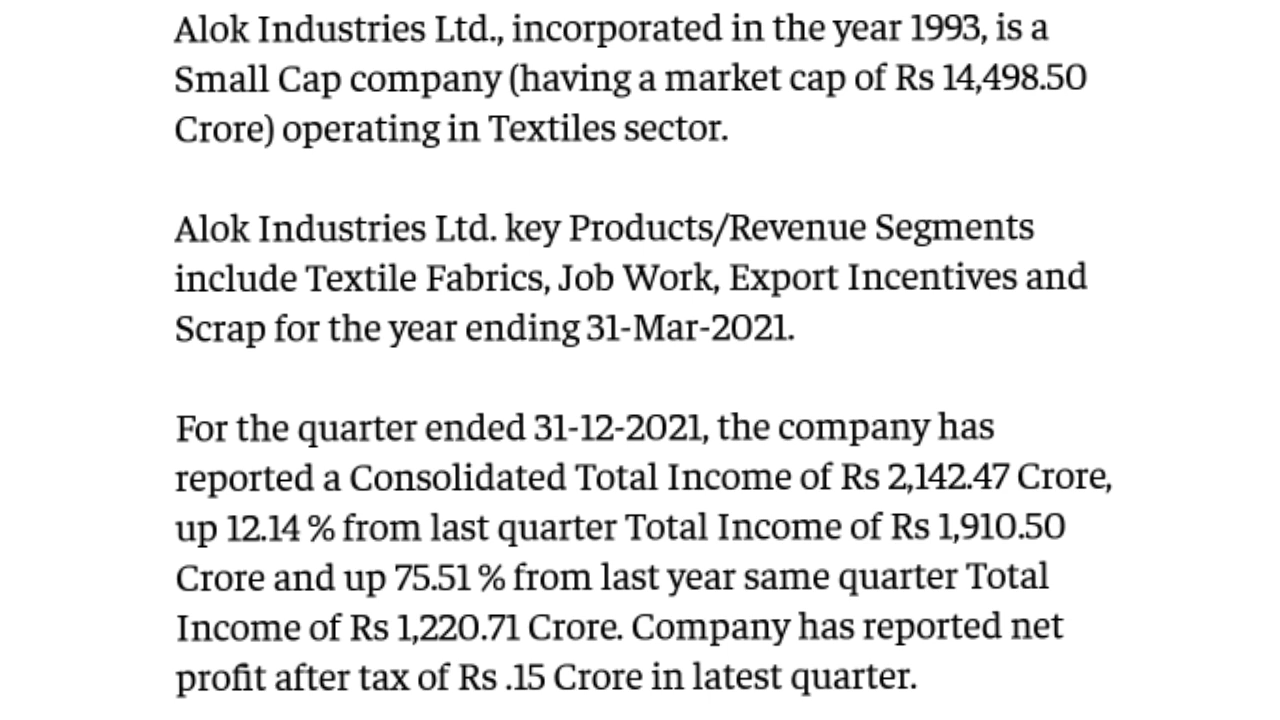 Alok Industries Ltd., incorporated in the year 1993, is a
Small Cap company (having a market cap of Rs 14,498.50
Crore) operating in Textiles sector.
Alok Industries Ltd. key Products/Revenue Segments
include Textile Fabrics, Job Work, Export Incentives and
Scrap for the year ending 31-Mar-2021.
For the quarter ended 31-12-2021, the company has
reported a Consolidated Total Income of Rs 2,142.47 Crore,
up 12.14 % from last quarter Total Income of Rs 1,910.50
Crore and up 75.51 % from last year same quarter Total
Income of Rs 1,220.71 Crore. Company has reported net
profit after tax of Rs .15 Crore in latest quarter.